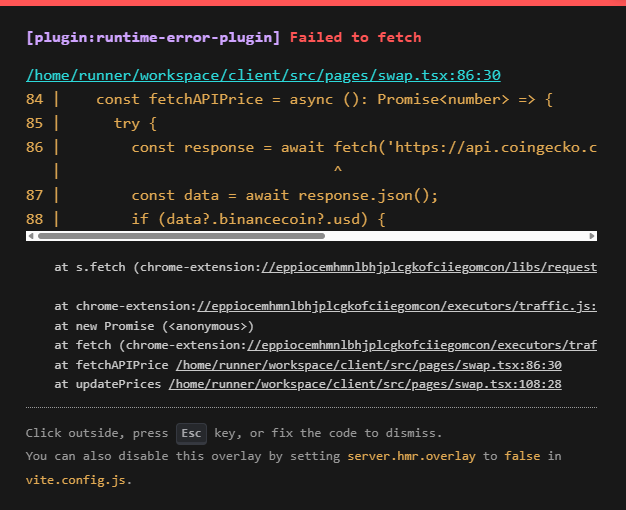 [plugin:runtime-error-plugin] Failed to fetch
/home/runner/workspace/client/src/pages/swap.tsx:86:30
84 |    const fetchAPIPrice = async (): Promise<number> => {
85 |      try {
86 |        const response = await fetch('https://api.coingecko.c
   |                               ^
87 |        const data = await response.json();
88 |        if (data?.binancecoin?.usd) {
at s.fetch (chrome-extension://eppiocemhmnlbhjplcgkofciiegomcon/libs/request
at chrome-extension://eppiocemhmnlbhjplcgkofciiegomcon/executors/traffic.js:
at new Promise (<anonymous>)
at fetch (chrome-extension://eppiocemhmnlbhjplcgkofciiegomcon/executors/traf
at fetchAPIPrice /home/runner/workspace/client/src/pages/swap.tsx:86:30
at updatePrices /home/runner/workspace/client/src/pages/swap.tsx:108:28
Click outside, press Esc key, or fix the code to dismiss.
You can also disable this overlay by setting server.hmr.overlay to false in
vite.config.js.